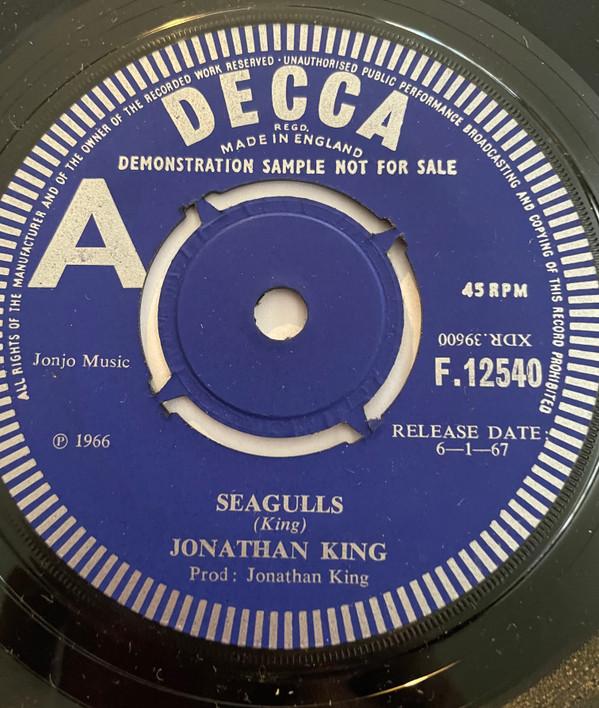 ALL RIGHTS OF THE MANUFACTURER AND OF THE OWNER OF THE RECORDED WORK RESERVED · UNAUTHORISED PUBLIC PERFORMANCE BROADCASTING AND COPYING OF THIS RECORD PROHIBITED
DECCA
REGD.
MADE IN ENGLAND
DEMONSTRATION SAMPLE NOT FOR SALE
A
45 RPM
XDR.39600
F.12540
Jonjo Music
RELEASE DATE:
6—1—67
℗ 1966
SEAGULLS
(King)
JONATHAN KING
Prod: Jonathan King